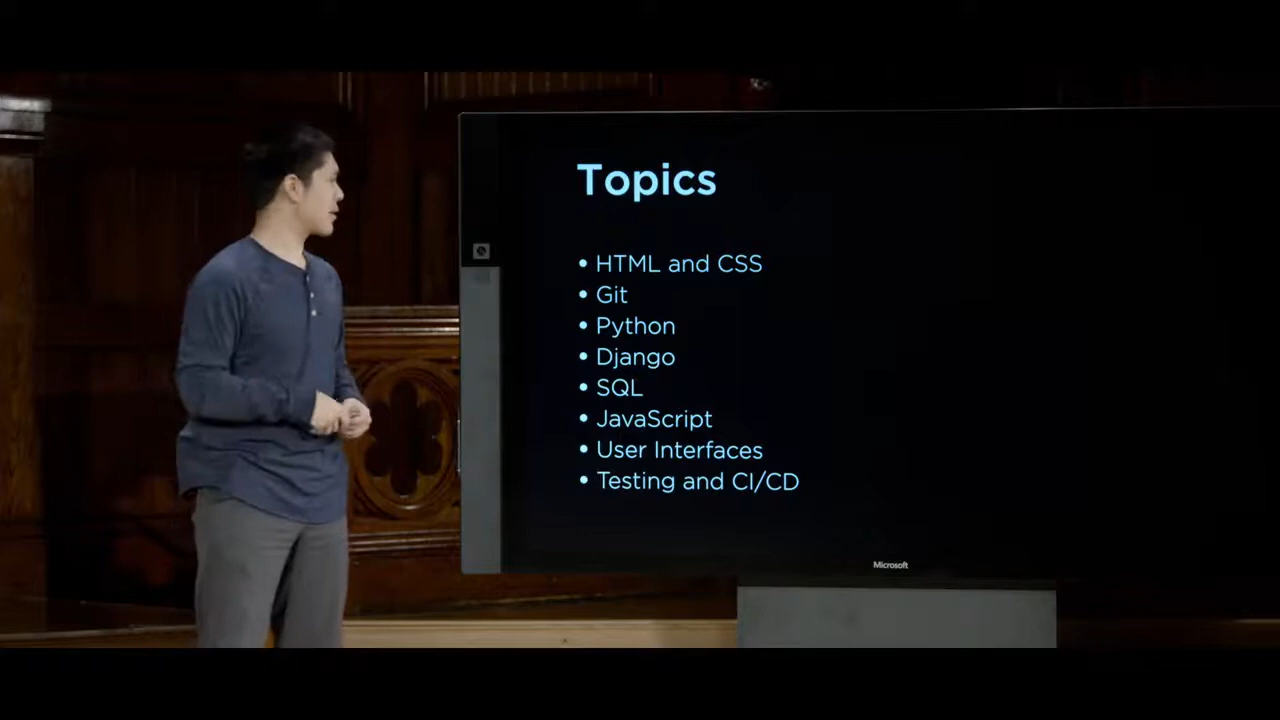 Topics
• HTML and CSS
• Git
• Python
• Django
• SQL
• JavaScript
• User Interfaces
• Testing and CI/CD
Microsoft